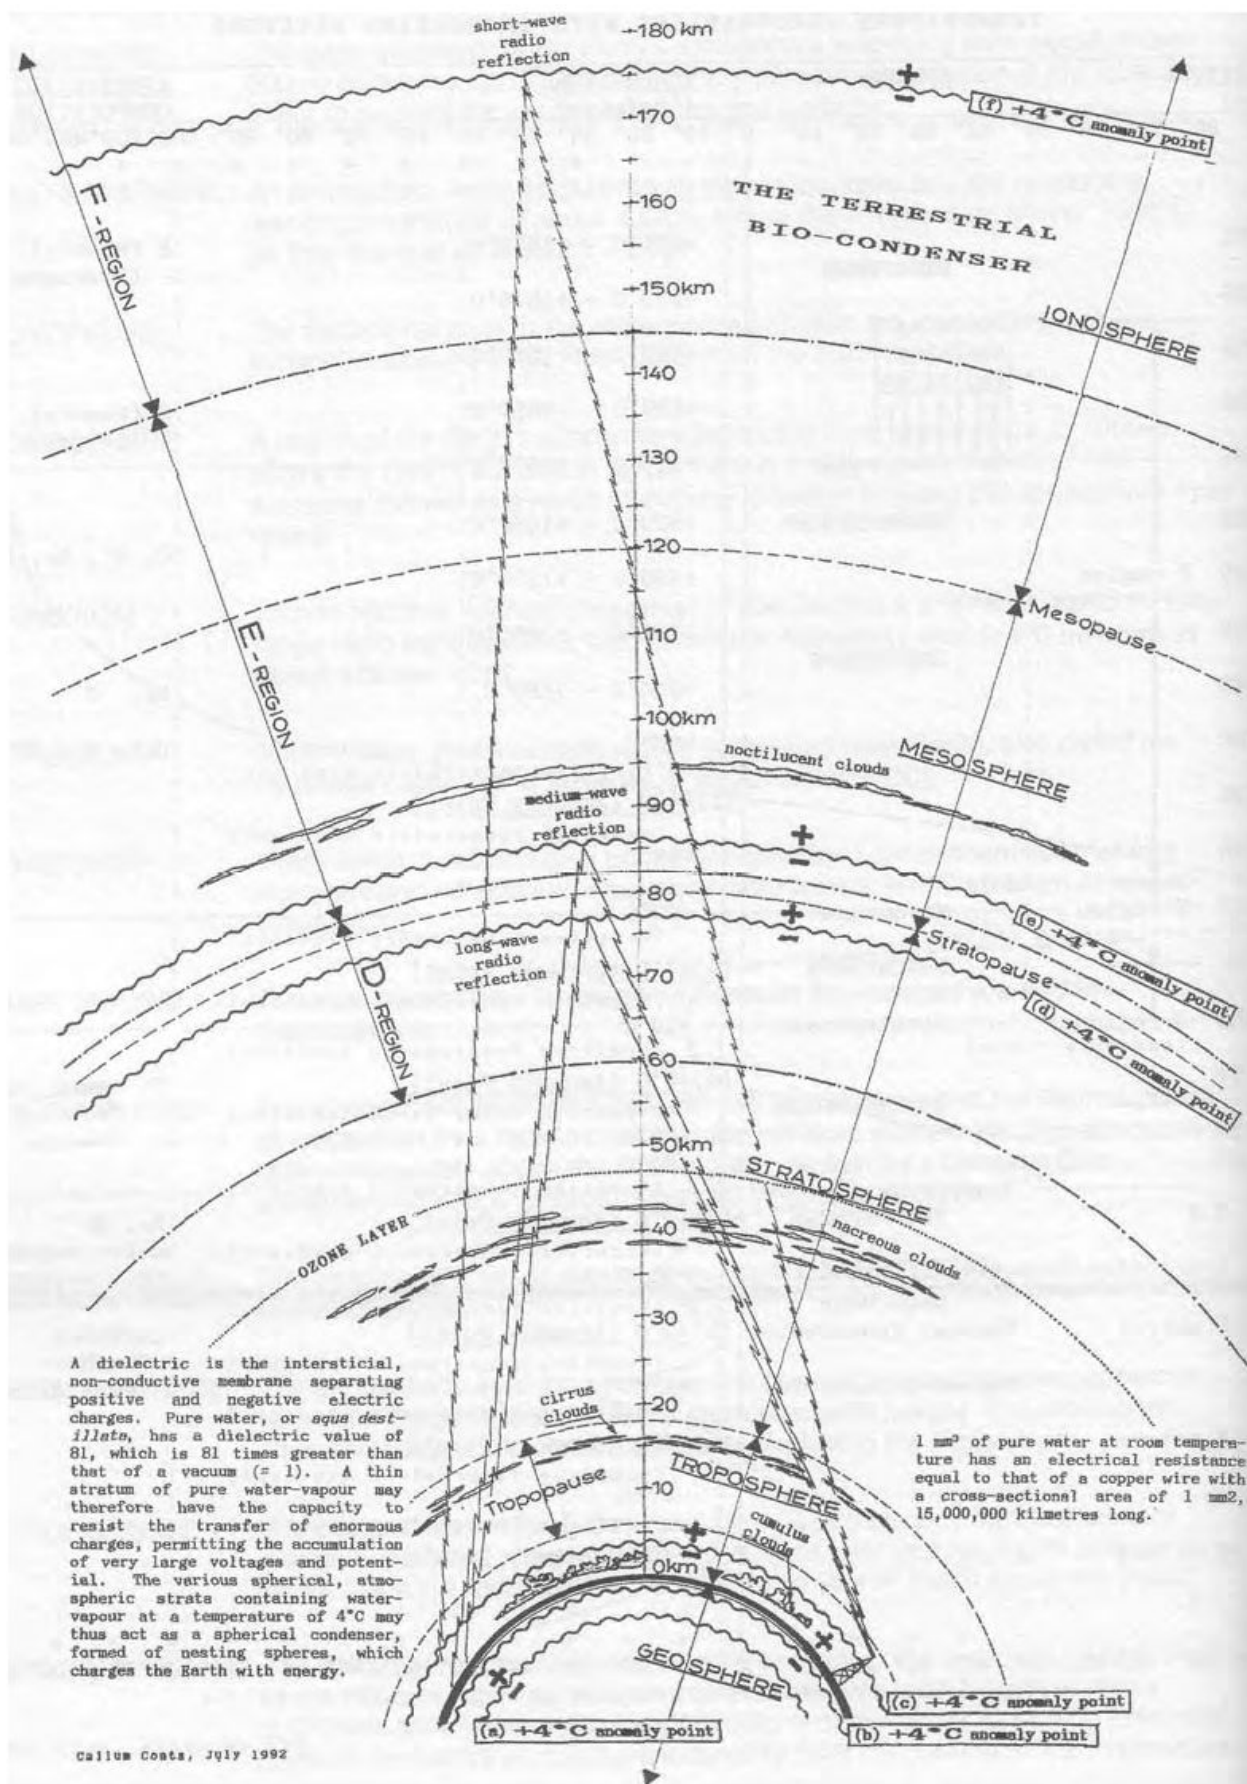 short-wave
radio
reflection
180km
(f) +4°C anomaly point
170
THE TERRESTRIAL
BIO-CONDENSER
160
F-REGION
150km
IONOSPHERE
140
130
120
Mesopause
110
E-REGION
100km
MESOSPHERE
noctilucent clouds
90
medium-wave
radio
reflection
80
(e) +4°C anomaly point
Stratopause
(d) +4°C anomaly point
long-wave
radio
reflection
70
D-REGION
60
50km
STRATOSPHERE
OZONE LAYER
40
nacreous clouds
30
A dielectric is the intersticial,
non-conductive membrane separating
positive and negative electric
charges. Pure water, or aqua dest-
illata, has a dielectric value of
81, which is 81 times greater than
that of a vacuum (= 1). A thin
stratum of pure water-vapour may
therefore have the capacity to
resist the transfer of enormous
charges, permitting the accumulation
of very large voltages and potent-
ial. The various spherical, atmo-
spheric strata containing water-
vapour at a temperature of 4°C may
thus act as a spherical condenser,
formed of nesting spheres, which
charges the Earth with energy.
cirrus
clouds
20
1 mm³ of pure water at room tempera-
ture has an electrical resistance
equal to that of a copper wire with
a cross-sectional area of 1 mm2,
15,000,000 kilmetres long.
Tropopause
TROPOSPHERE
10
cumulus
clouds
0km
GEOSPHERE
(c) +4°C anomaly point
(a) +4°C anomaly point
(b) +4°C anomaly point
Callum Coats, July 1992